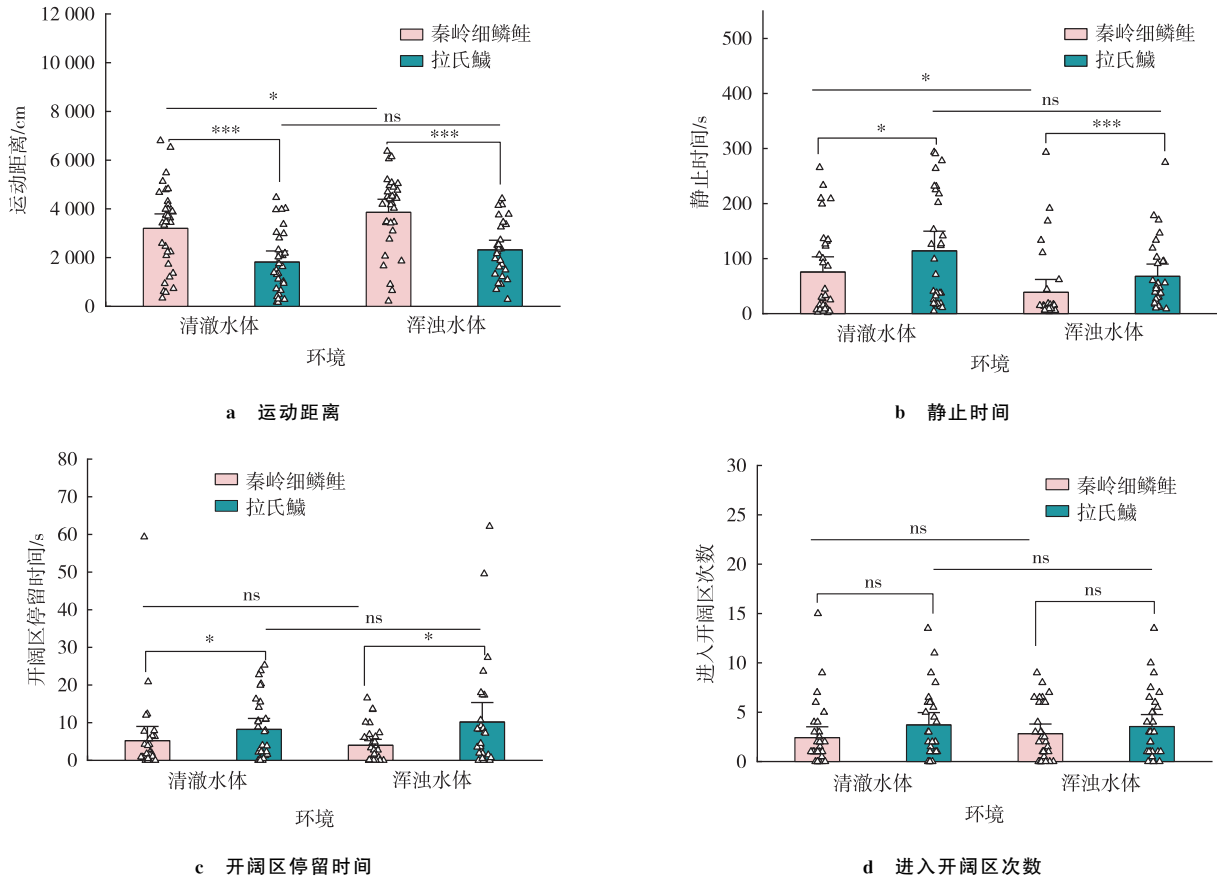 12 000
10 000
8 000
6 000
4 000
2 000
0
运动距离/cm
秦岭细鳞鲑
拉氏鱥
*
ns
***
***
清澈水体
浑浊水体
环境
a 运动距离
500
400
300
200
100
0
静止时间/s
秦岭细鳞鲑
拉氏鱥
*
ns
*
***
清澈水体
浑浊水体
环境
b 静止时间
80
70
60
50
40
30
20
10
0
开阔区停留时间/s
秦岭细鳞鲑
拉氏鱥
ns
ns
*
*
清澈水体
浑浊水体
环境
c 开阔区停留时间
30
25
20
15
10
5
0
进入开阔区次数
秦岭细鳞鲑
拉氏鱥
ns
ns
ns
ns
清澈水体
浑浊水体
环境
d 进入开阔区次数